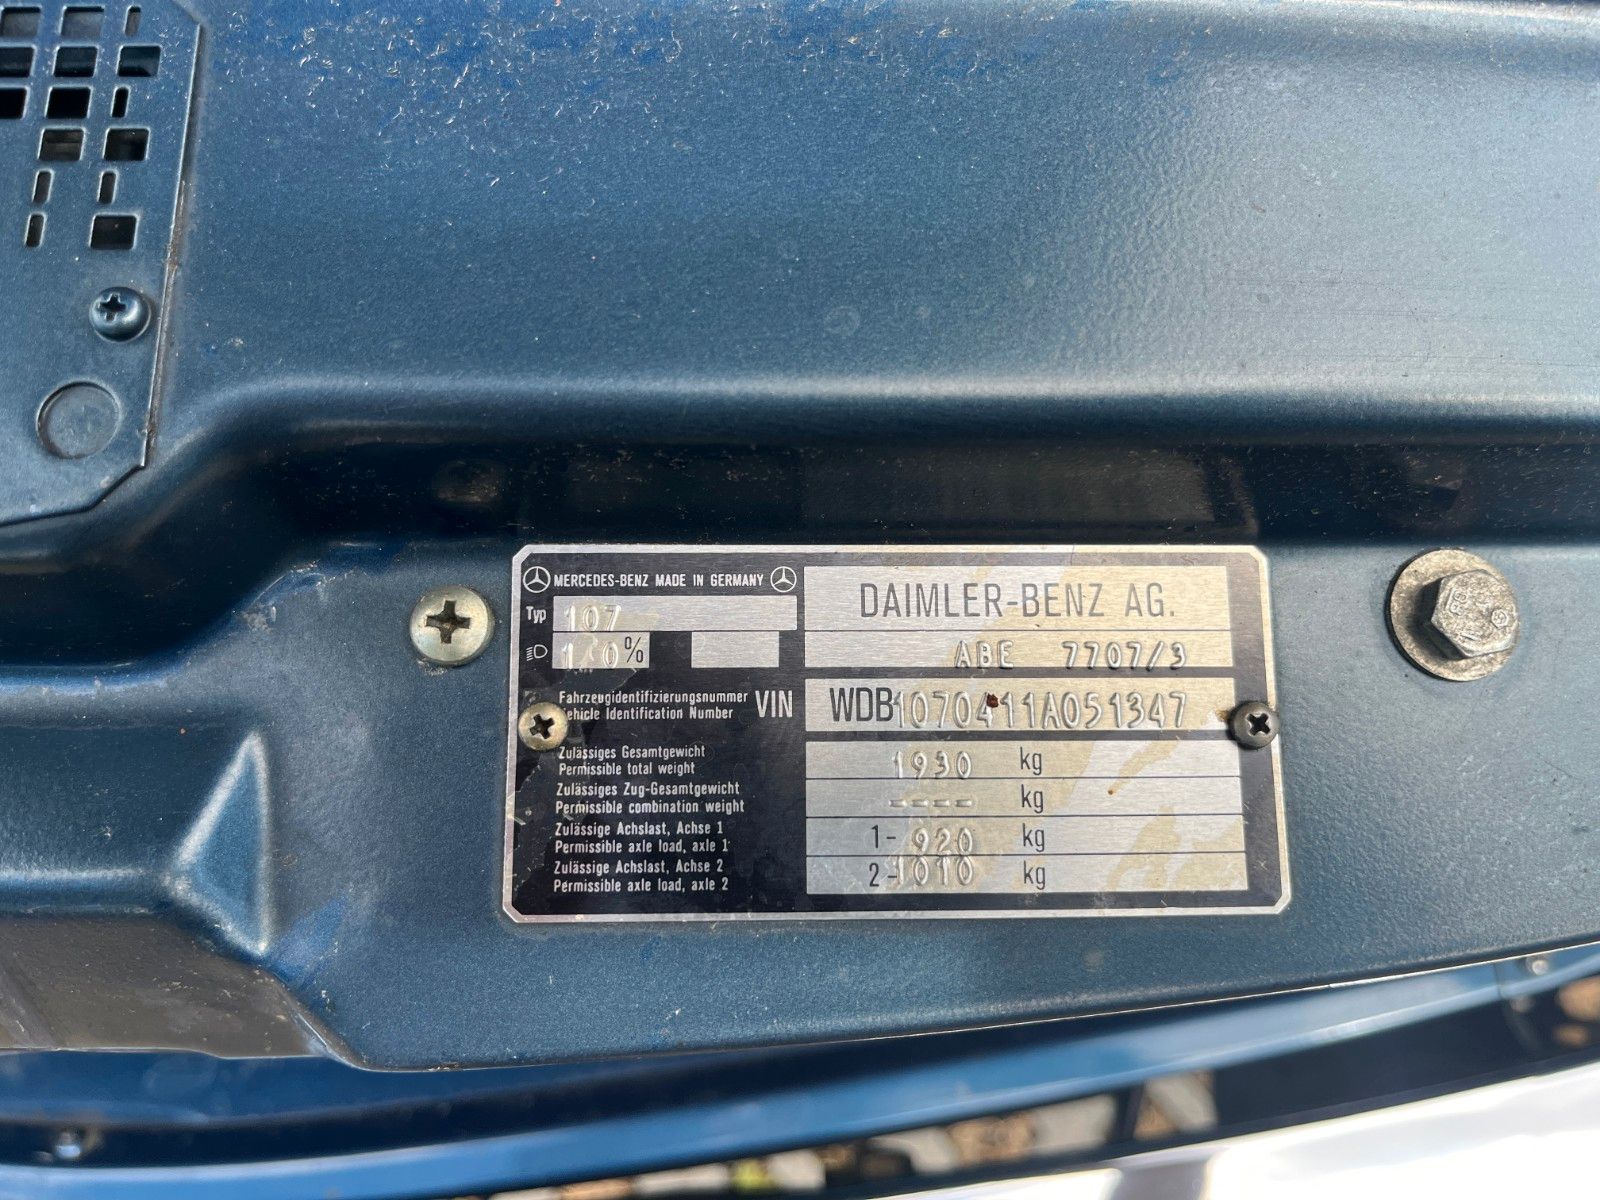 MERCEDES-BENZ MADE IN GERMANY
Typ 107
%
DAIMLER-BENZ AG.
ABE 7707/3
Fahrzeugidentifizierungsnummer
Vehicle Identification Number
VIN
WDB1070411A051347
Zulässiges Gesamtgewicht
Permissible total weight
1930 kg
Zulässiges Zug-Gesamtgewicht
Permissible combination weight
---- kg
Zulässige Achslast, Achse 1
Permissible axle load, axle 1
1- 920 kg
Zulässige Achslast, Achse 2
Permissible axle load, axle 2
2- 1010 kg